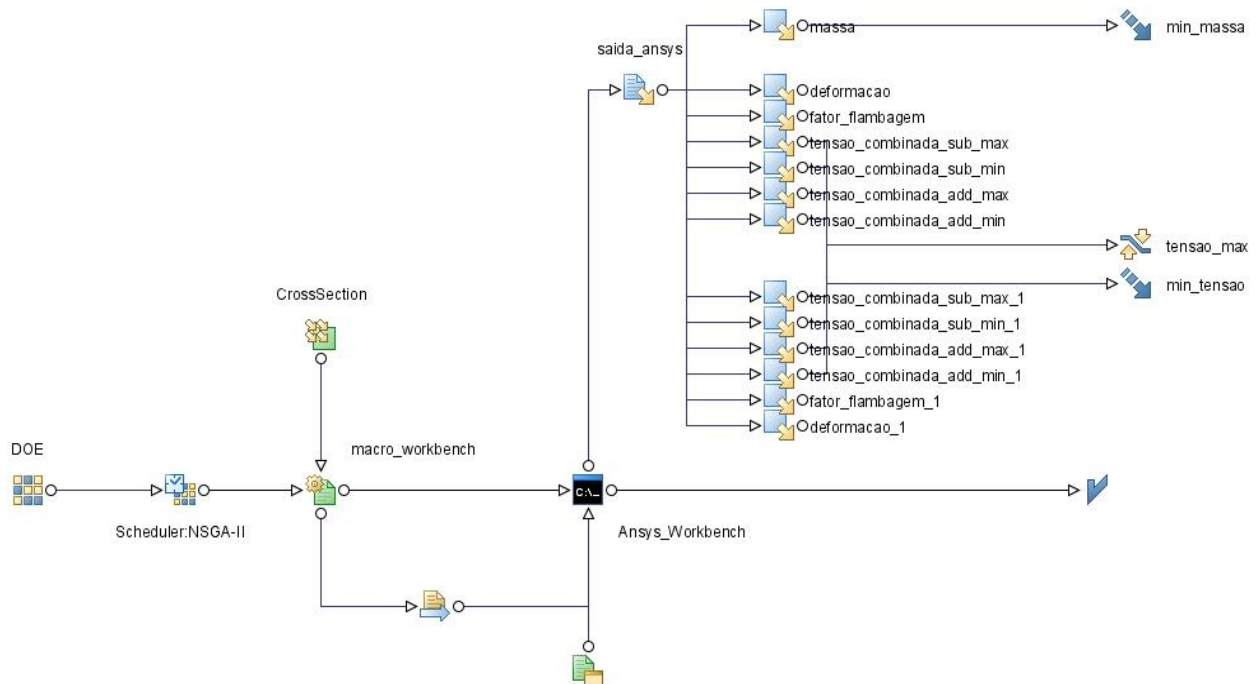 massa
min_massa
saida_ansys
deformacao
fator_flambagem
tensao_combinada_sub_max
tensao_combinada_sub_min
tensao_combinada_add_max
tensao_combinada_add_min
tensao_max
min_tensao
CrossSection
tensao_combinada_sub_max_1
tensao_combinada_sub_min_1
tensao_combinada_add_max_1
tensao_combinada_add_min_1
fator_flambagem_1
deformacao_1
DOE
macro_workbench
C:\_
Scheduler:NSGA-II
Ansys_Workbench